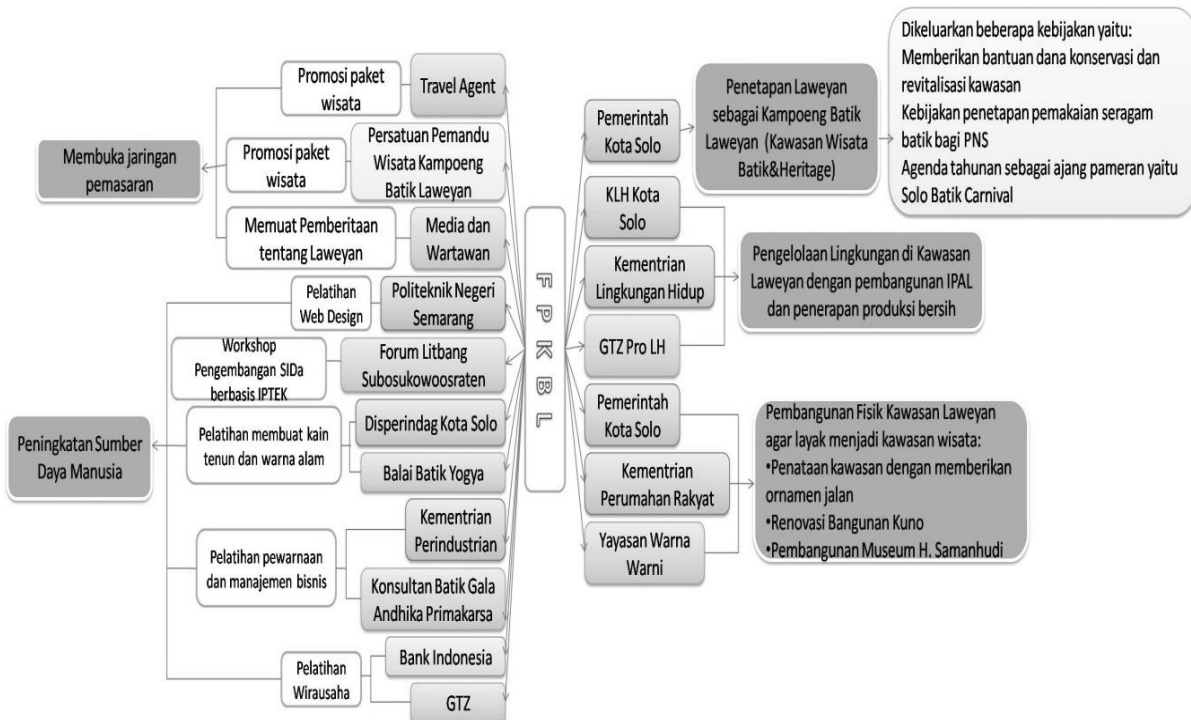 Membuka jaringan
pemasaran
Promosi paket
wisata
Travel Agent
Promosi paket
wisata
Persatuan Pemandu
Wisata Kampoeng
Batik Laweyan
Memuat Pemberitaan
tentang Laweyan
Media dan
Wartawan
Peningkatan Sumber
Daya Manusia
Pelatihan
Web Design
Politeknik Negeri
Semarang
Workshop
Pengembangan SIDa
berbasis IPTEK
Forum Litbang
Subosukowoosraten
Pelatihan membuat kain
tenun dan warna alam
Disperindag Kota Solo
Balai Batik Yogya
Pelatihan pewarnaan
dan manajemen bisnis
Kementrian
Perindustrian
Konsultan Batik Gala
Andhika Primakarsa
Pelatihan
Wirausaha
Bank Indonesia
GTZ
F P K B L
Pemerintah
Kota Solo
Penetapan Laweyan
sebagai Kampoeng Batik
Laweyan (Kawasan Wisata
Batik&Heritage)
Dikeluarkan beberapa kebijakan yaitu:
Memberikan bantuan dana konservasi dan
revitalisasi kawasan
Kebijakan penetapan pemakaian seragam
batik bagi PNS
Agenda tahunan sebagai ajang pameran yaitu
Solo Batik Carnival
KLH Kota
Solo
Kementrian
Lingkungan Hidup
GTZ Pro LH
Pengelolaan Lingkungan di Kawasan
Laweyan dengan pembangunan IPAL
dan penerapan produksi bersih
Pemerintah
Kota Solo
Kementrian
Perumahan Rakyat
Yayasan Warna
Warni
Pembangunan Fisik Kawasan Laweyan
agar layak menjadi kawasan wisata:
•Penataan kawasan dengan memberikan
ornamen jalan
•Renovasi Bangunan Kuno
•Pembangunan Museum H. Samanhudi